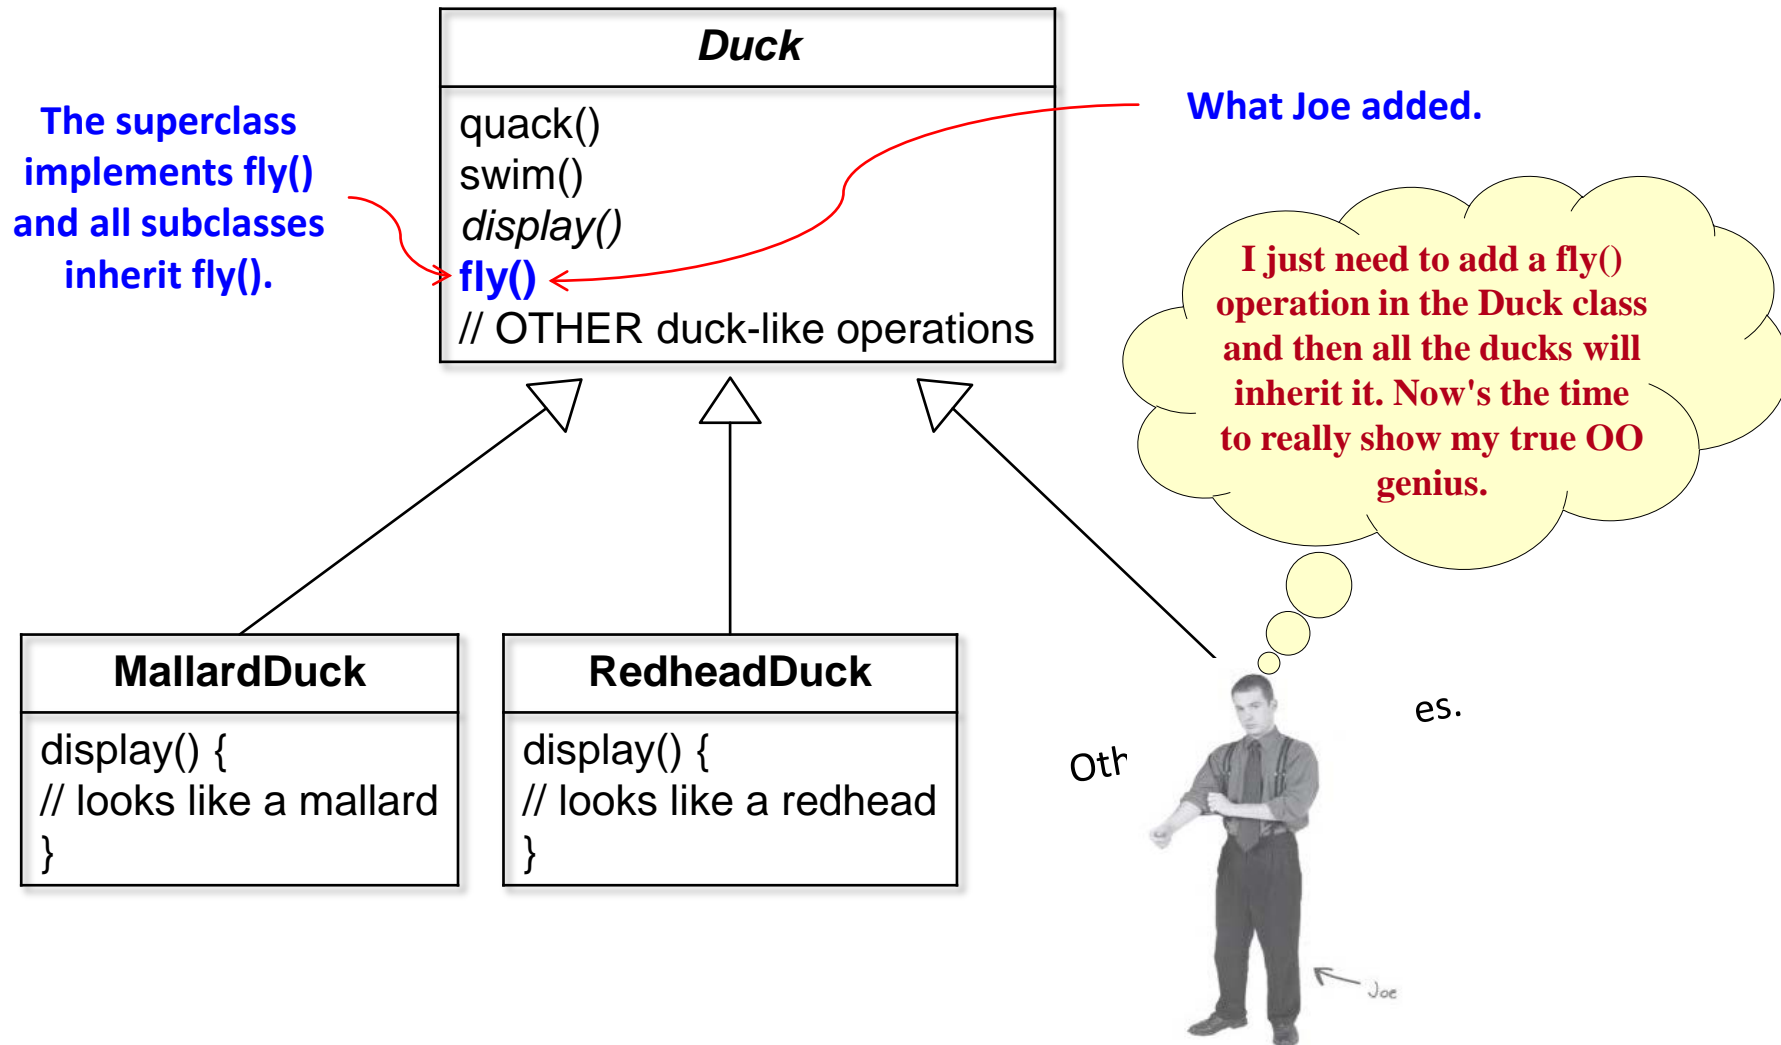 Duck
quack()
swim()
display()
fly()
// OTHER duck-like operations
The superclass
implements fly()
and all subclasses
inherit fly().
What Joe added.
I just need to add a fly()
operation in the Duck class
and then all the ducks will
inherit it. Now's the time
to really show my true OO
genius.
MallardDuck
display() {
// looks like a mallard
}
RedheadDuck
display() {
// looks like a redhead
}
Oth
es.
Joe